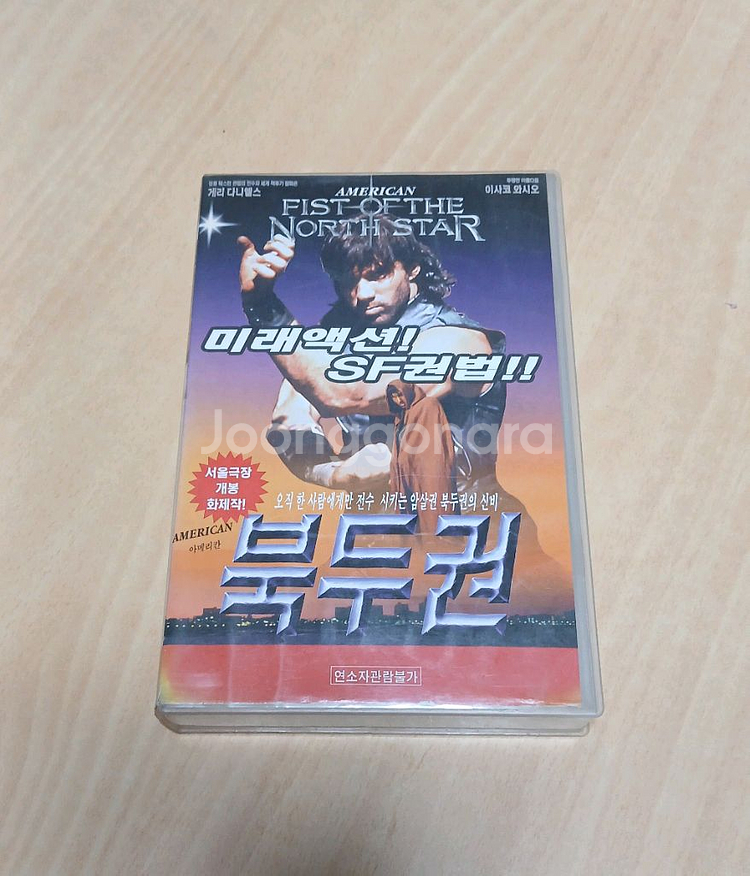 게리 다니엘스
이사코 와시오
AMERICAN
FIST OF THE
NORTH STAR
미래액션!
SF권법!!
Joonggonara
서울극장
개봉
화제작!
오직 한 사람에게만 전수 시키는 암살권 북두권의 신비
AMERICAN
아메리칸
북두권
연소자관람불가